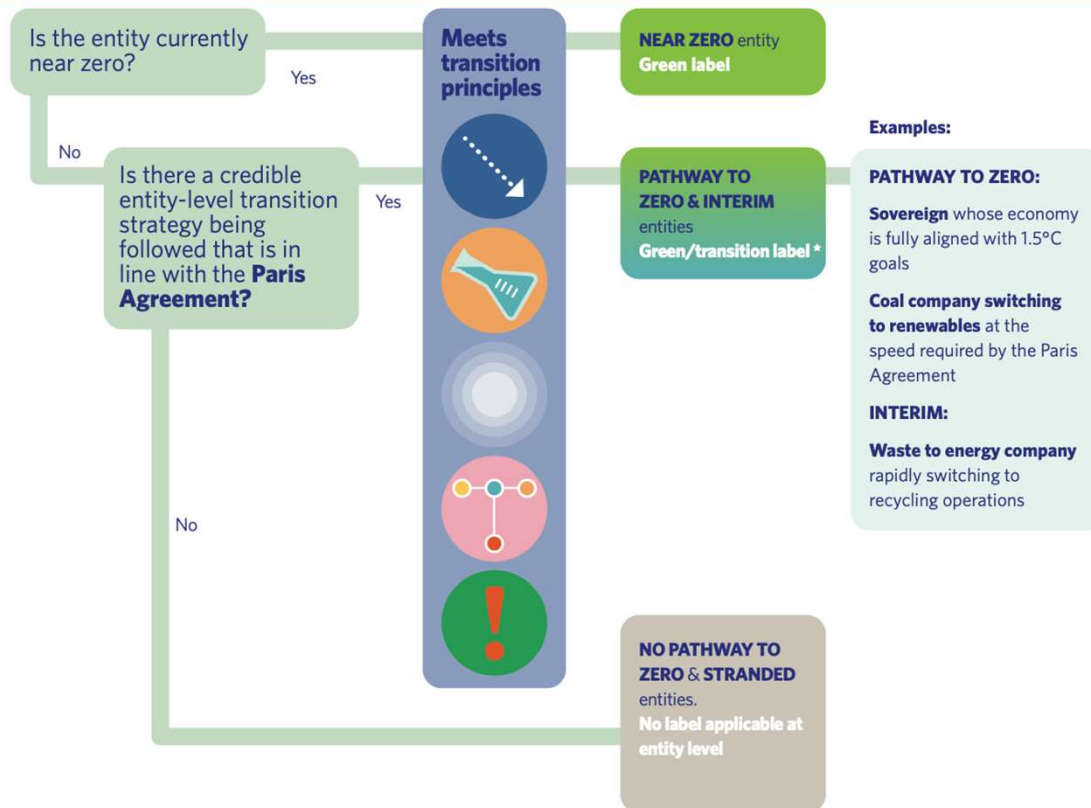 Is the entity currently
near zero?
Yes
Meets
transition
principles
NEAR ZERO entity
Green label
No
Is there a credible
entity-level transition
strategy being
followed that is in
line with the Paris
Agreement?
Yes
PATHWAY TO
ZERO & INTERIM
entities
Green/transition label *
Examples:
PATHWAY TO ZERO:
Sovereign whose economy
is fully aligned with 1.5°C
goals
Coal company switching
to renewables at the
speed required by the Paris
Agreement
INTERIM:
Waste to energy company
rapidly switching to
recycling operations
No
NO PATHWAY TO
ZERO & STRANDED
entities.
No label applicable at
entity level